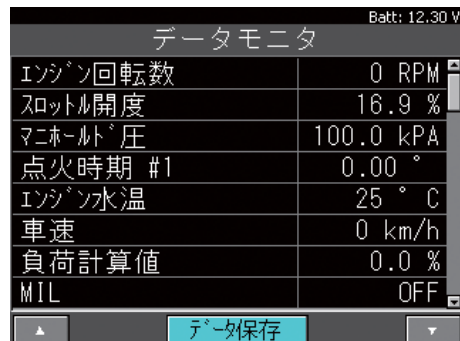 Batt: 12.30 V
データモニタ
ｴﾝｼﾞﾝ回転数 0 RPM
ｽﾛｯﾄﾙ開度 16.9 %
ﾏﾆﾎｰﾙﾄﾞ圧 100.0 kPA
点火時期 #1 0.00 °
ｴﾝｼﾞﾝ水温 25 ° C
車速 0 km/h
負荷計算値 0.0 %
MIL OFF
ﾃﾞｰﾀ保存